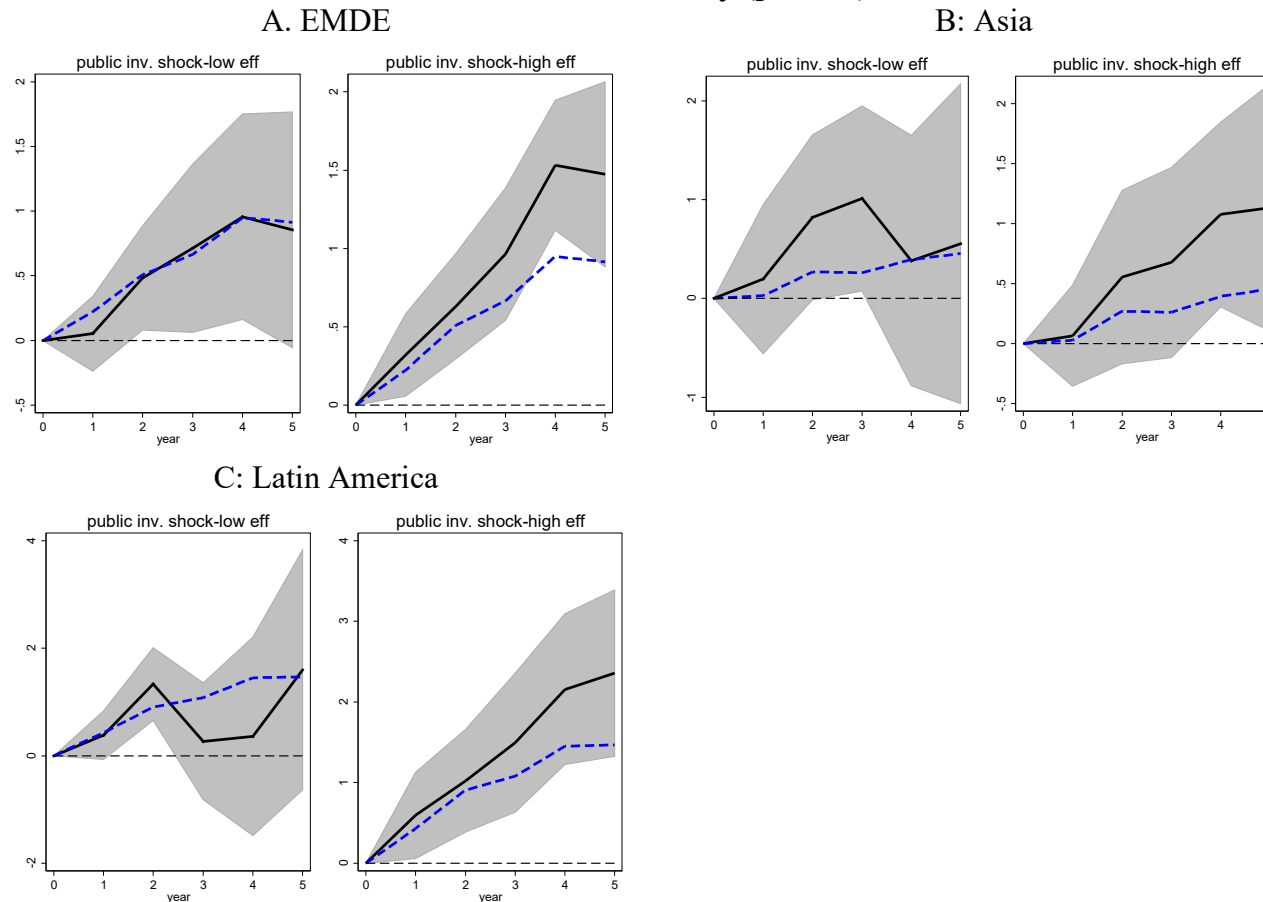 A. EMDE
B: Asia
public inv. shock-low eff
public inv. shock-high eff
public inv. shock-low eff
public inv. shock-high eff
2
1.5
1
.5
0
-.5
0 1 2 3 4 5
year
2
1.5
1
.5
0
0 1 2 3 4 5
year
2
1
0
-1
0 1 2 3 4 5
year
2
1.5
1
.5
0
-.5
0 1 2 3 4
year
C: Latin America
public inv. shock-low eff
public inv. shock-high eff
4
2
0
-2
0 1 2 3 4 5
year
4
3
2
1
0
0 1 2 3 4 5
year